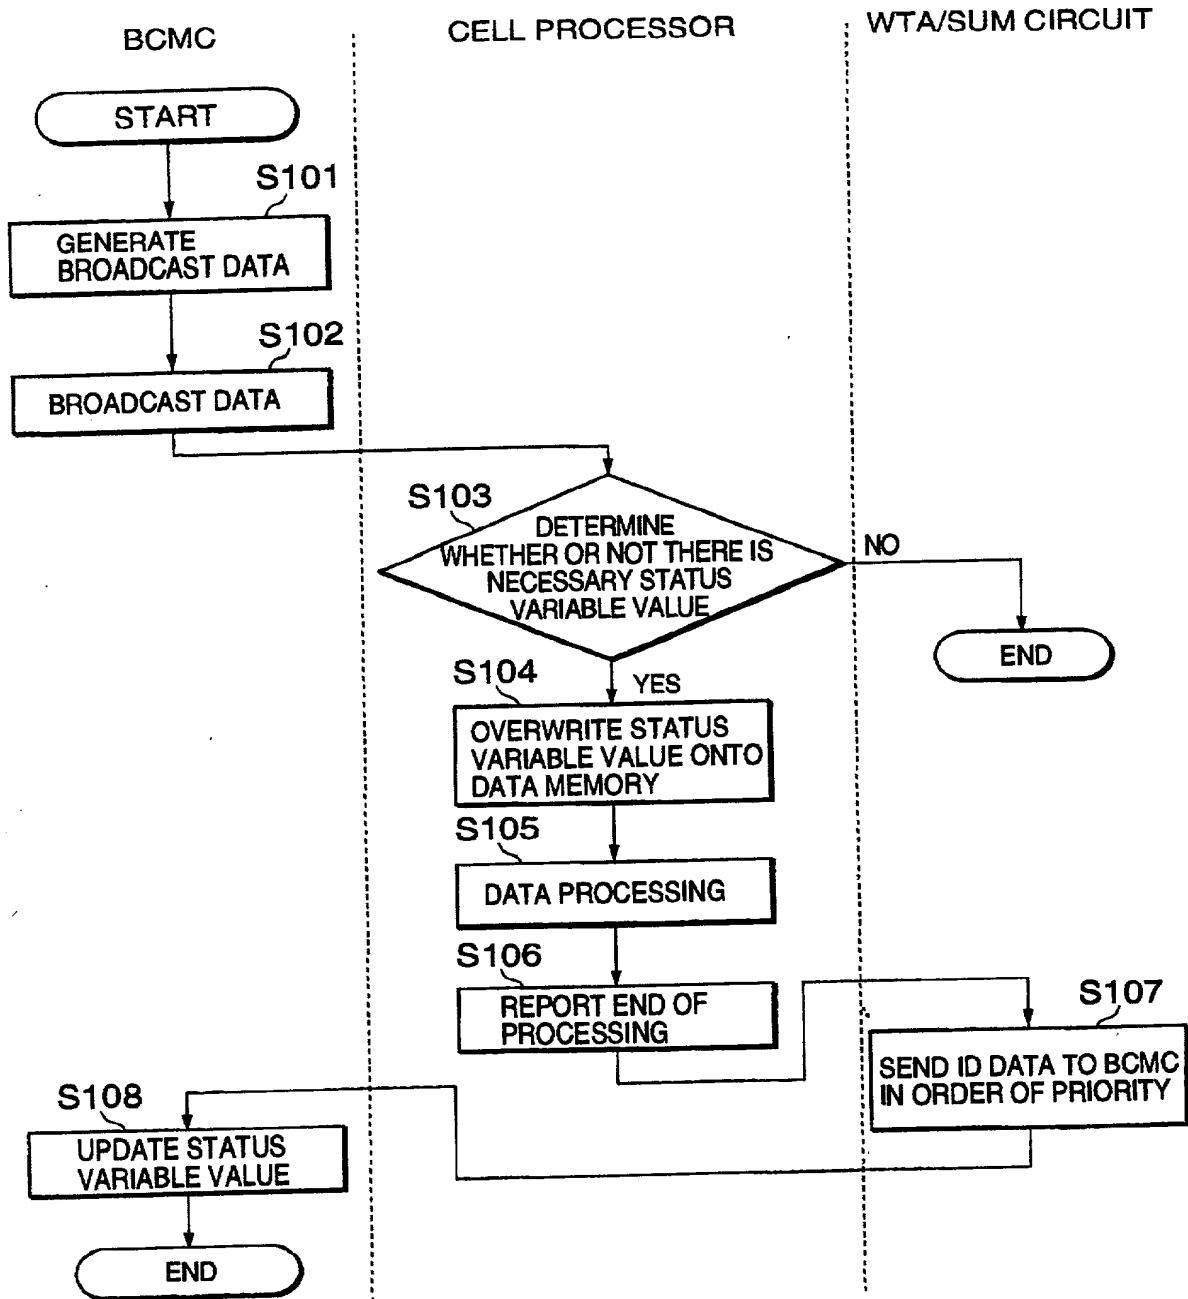 BCMC
CELL PROCESSOR
WTA/SUM CIRCUIT
START
S101
GENERATE
BROADCAST DATA
S102
BROADCAST DATA
S103
DETERMINE
WHETHER OR NOT THERE IS
NECESSARY STATUS
VARIABLE VALUE
NO
END
YES
S104
OVERWRITE STATUS
VARIABLE VALUE ONTO
DATA MEMORY
S105
DATA PROCESSING
S106
REPORT END OF
PROCESSING
S107
SEND ID DATA TO BCMC
IN ORDER OF PRIORITY
S108
UPDATE STATUS
VARIABLE VALUE
END